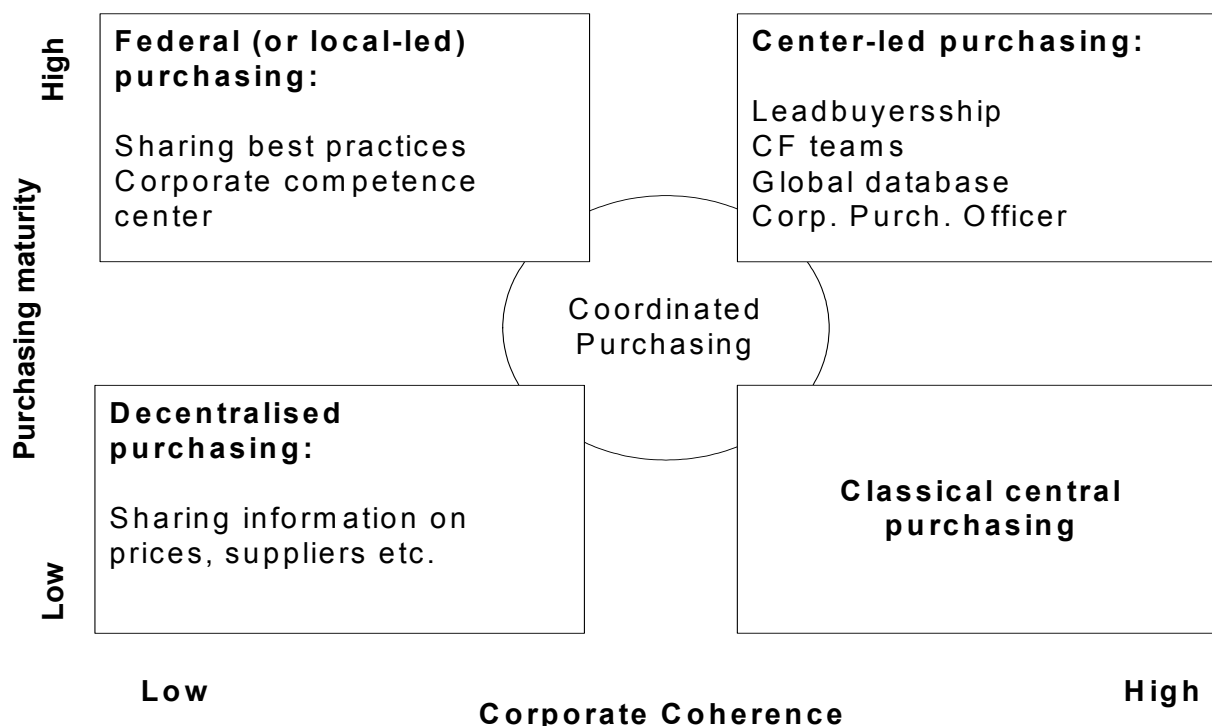 High
Purchasing maturity
Low
Federal (or local-led)
purchasing:
Sharing best practices
Corporate competence
center
Center-led purchasing:
Leadbuyersship
CF teams
Global database
Corp. Purch. Officer
Coordinated
Purchasing
Decentralised
purchasing:
Sharing information on
prices, suppliers etc.
Classical central
purchasing
Low
High
Corporate Coherence